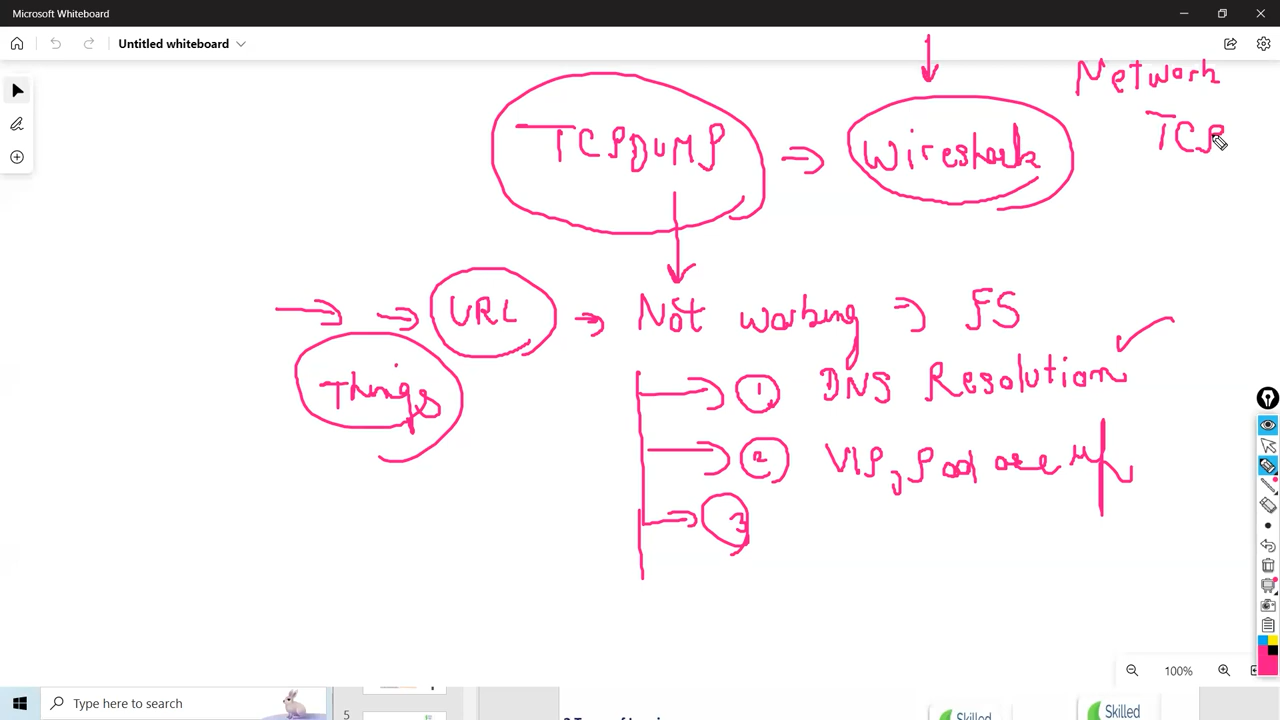 Microsoft Whiteboard
Untitled whiteboard
Network
TCP
TCPDUMP
Wireshark
URL
Not working
FS
Things
1
DNS Resolution
2
VIP, Pool are up
3
100%
Type here to search
5
Skilled
Skilled